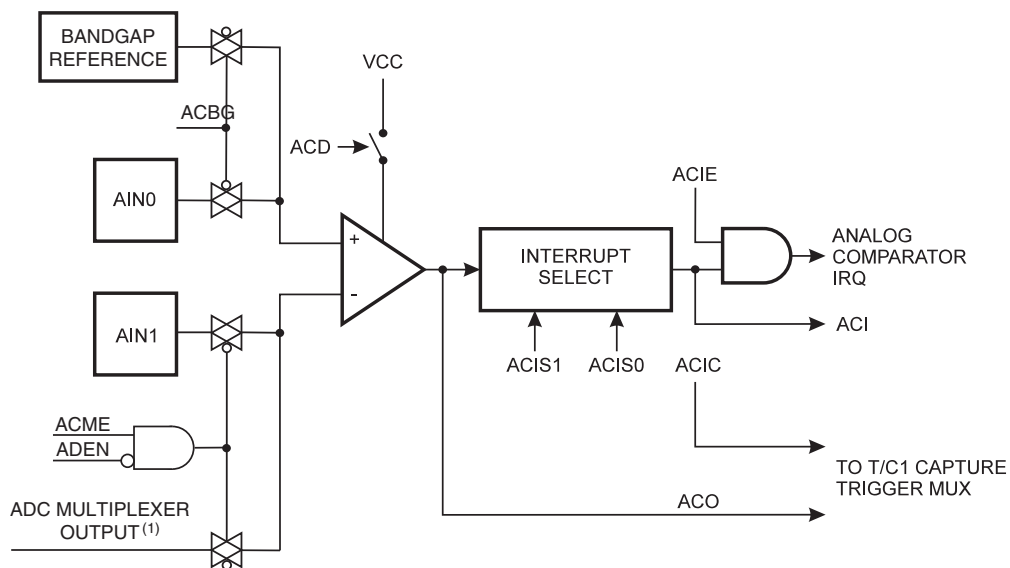 BANDGAP
REFERENCE
VCC
ACBG
ACD
ACIE
AIN0
+
ANALOG
COMPARATOR
IRQ
INTERRUPT
SELECT
-
AIN1
ACI
ACIS1
ACIS0
ACIC
ACME
ADEN
TO T/C1 CAPTURE
TRIGGER MUX
ADC MULTIPLEXER
OUTPUT (1)
ACO